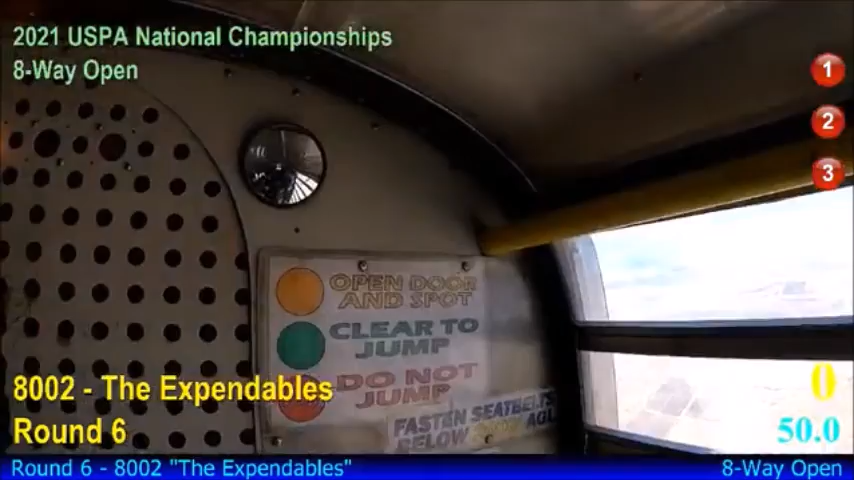 2021 USPA National Championships
8-Way Open
1
2
3
OPEN DOOR
AND SPOT
CLEAR TO
JUMP
DO NOT
JUMP
FASTEN SEATBELTS
BELOW AGL
8002 - The Expendables
Round 6
0
50.0
Round 6 - 8002 "The Expendables"
8-Way Open